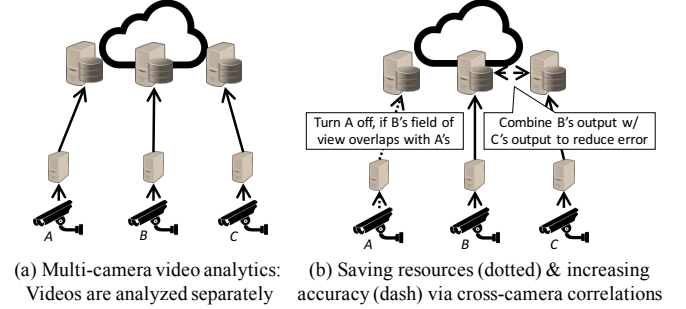 Turn A off, if B's field of
view overlaps with A's
Combine B's output w/
C's output to reduce error
A
B
C
A
B
C
(a) Multi-camera video analytics:
Videos are analyzed separately
(b) Saving resources (dotted) & increasing
accuracy (dash) via cross-camera correlations